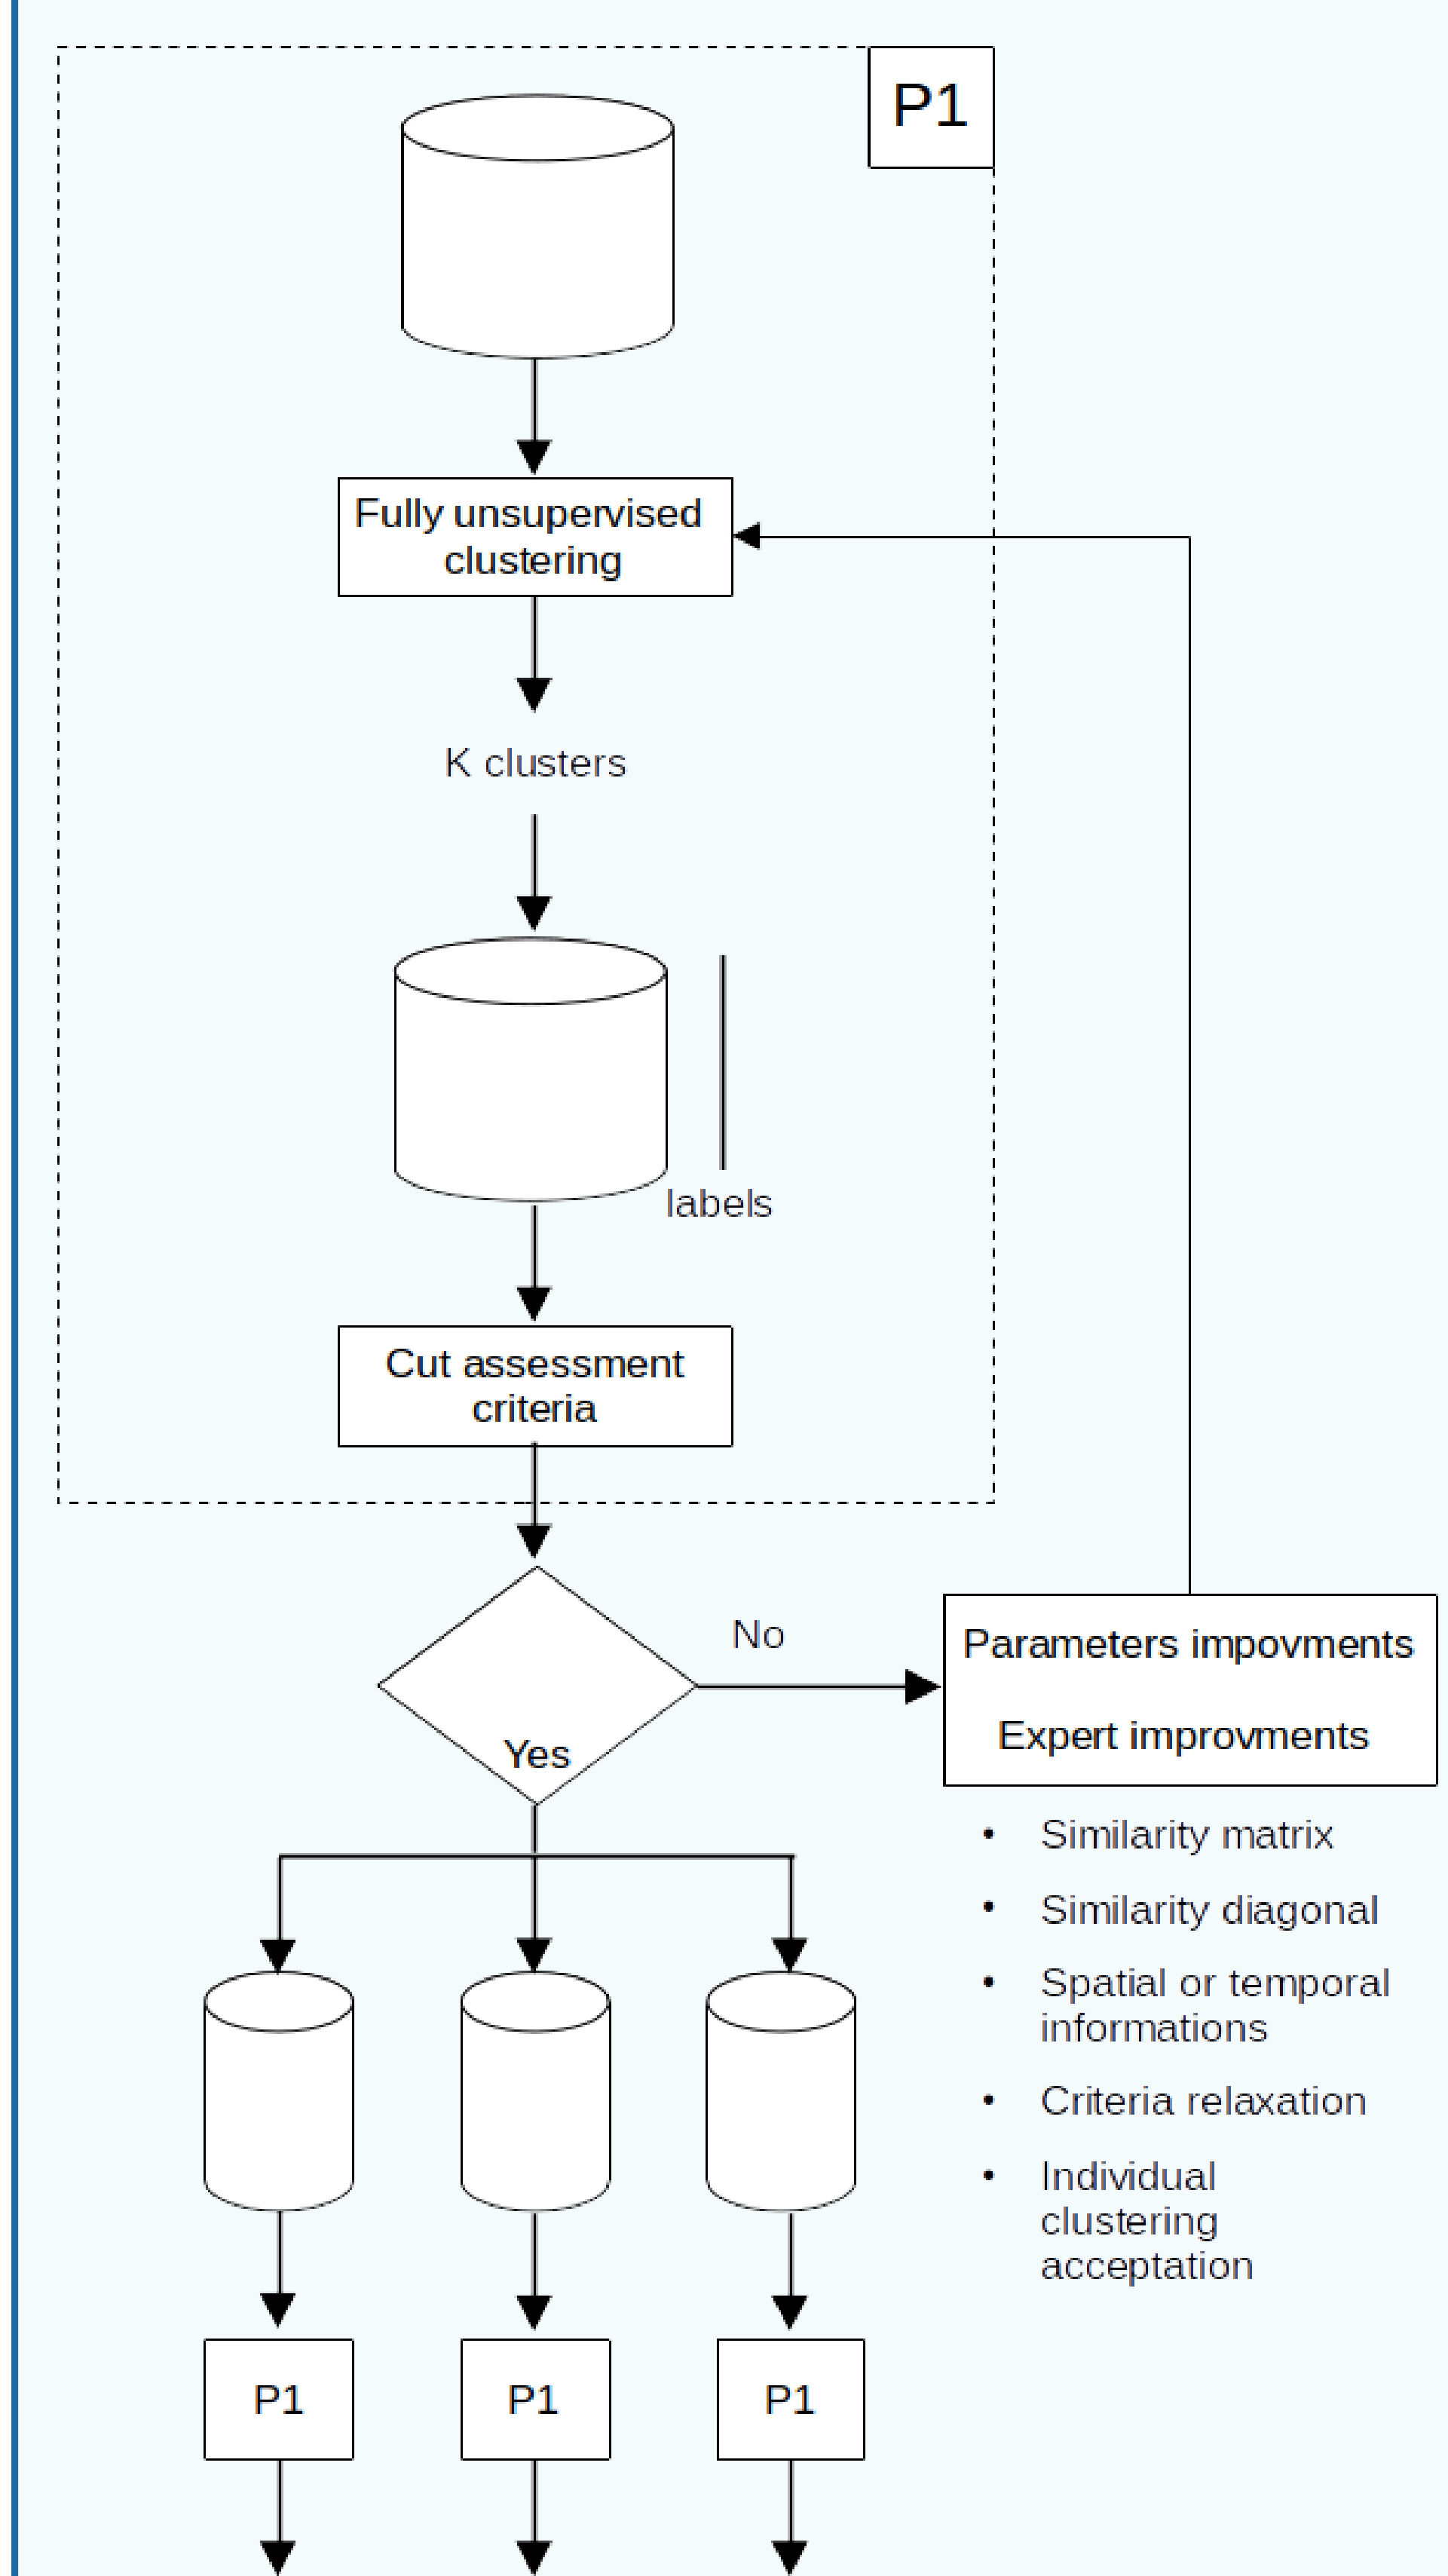 P1
Fully unsupervised
clustering
K clusters
labels
Cut assessment
criteria
No
Yes
Parameters impovments
Expert improvments
• Similarity matrix
• Similarity diagonal
• Spatial or temporal
informations
• Criteria relaxation
• Individual
clustering
acceptation
P1 P1 P1